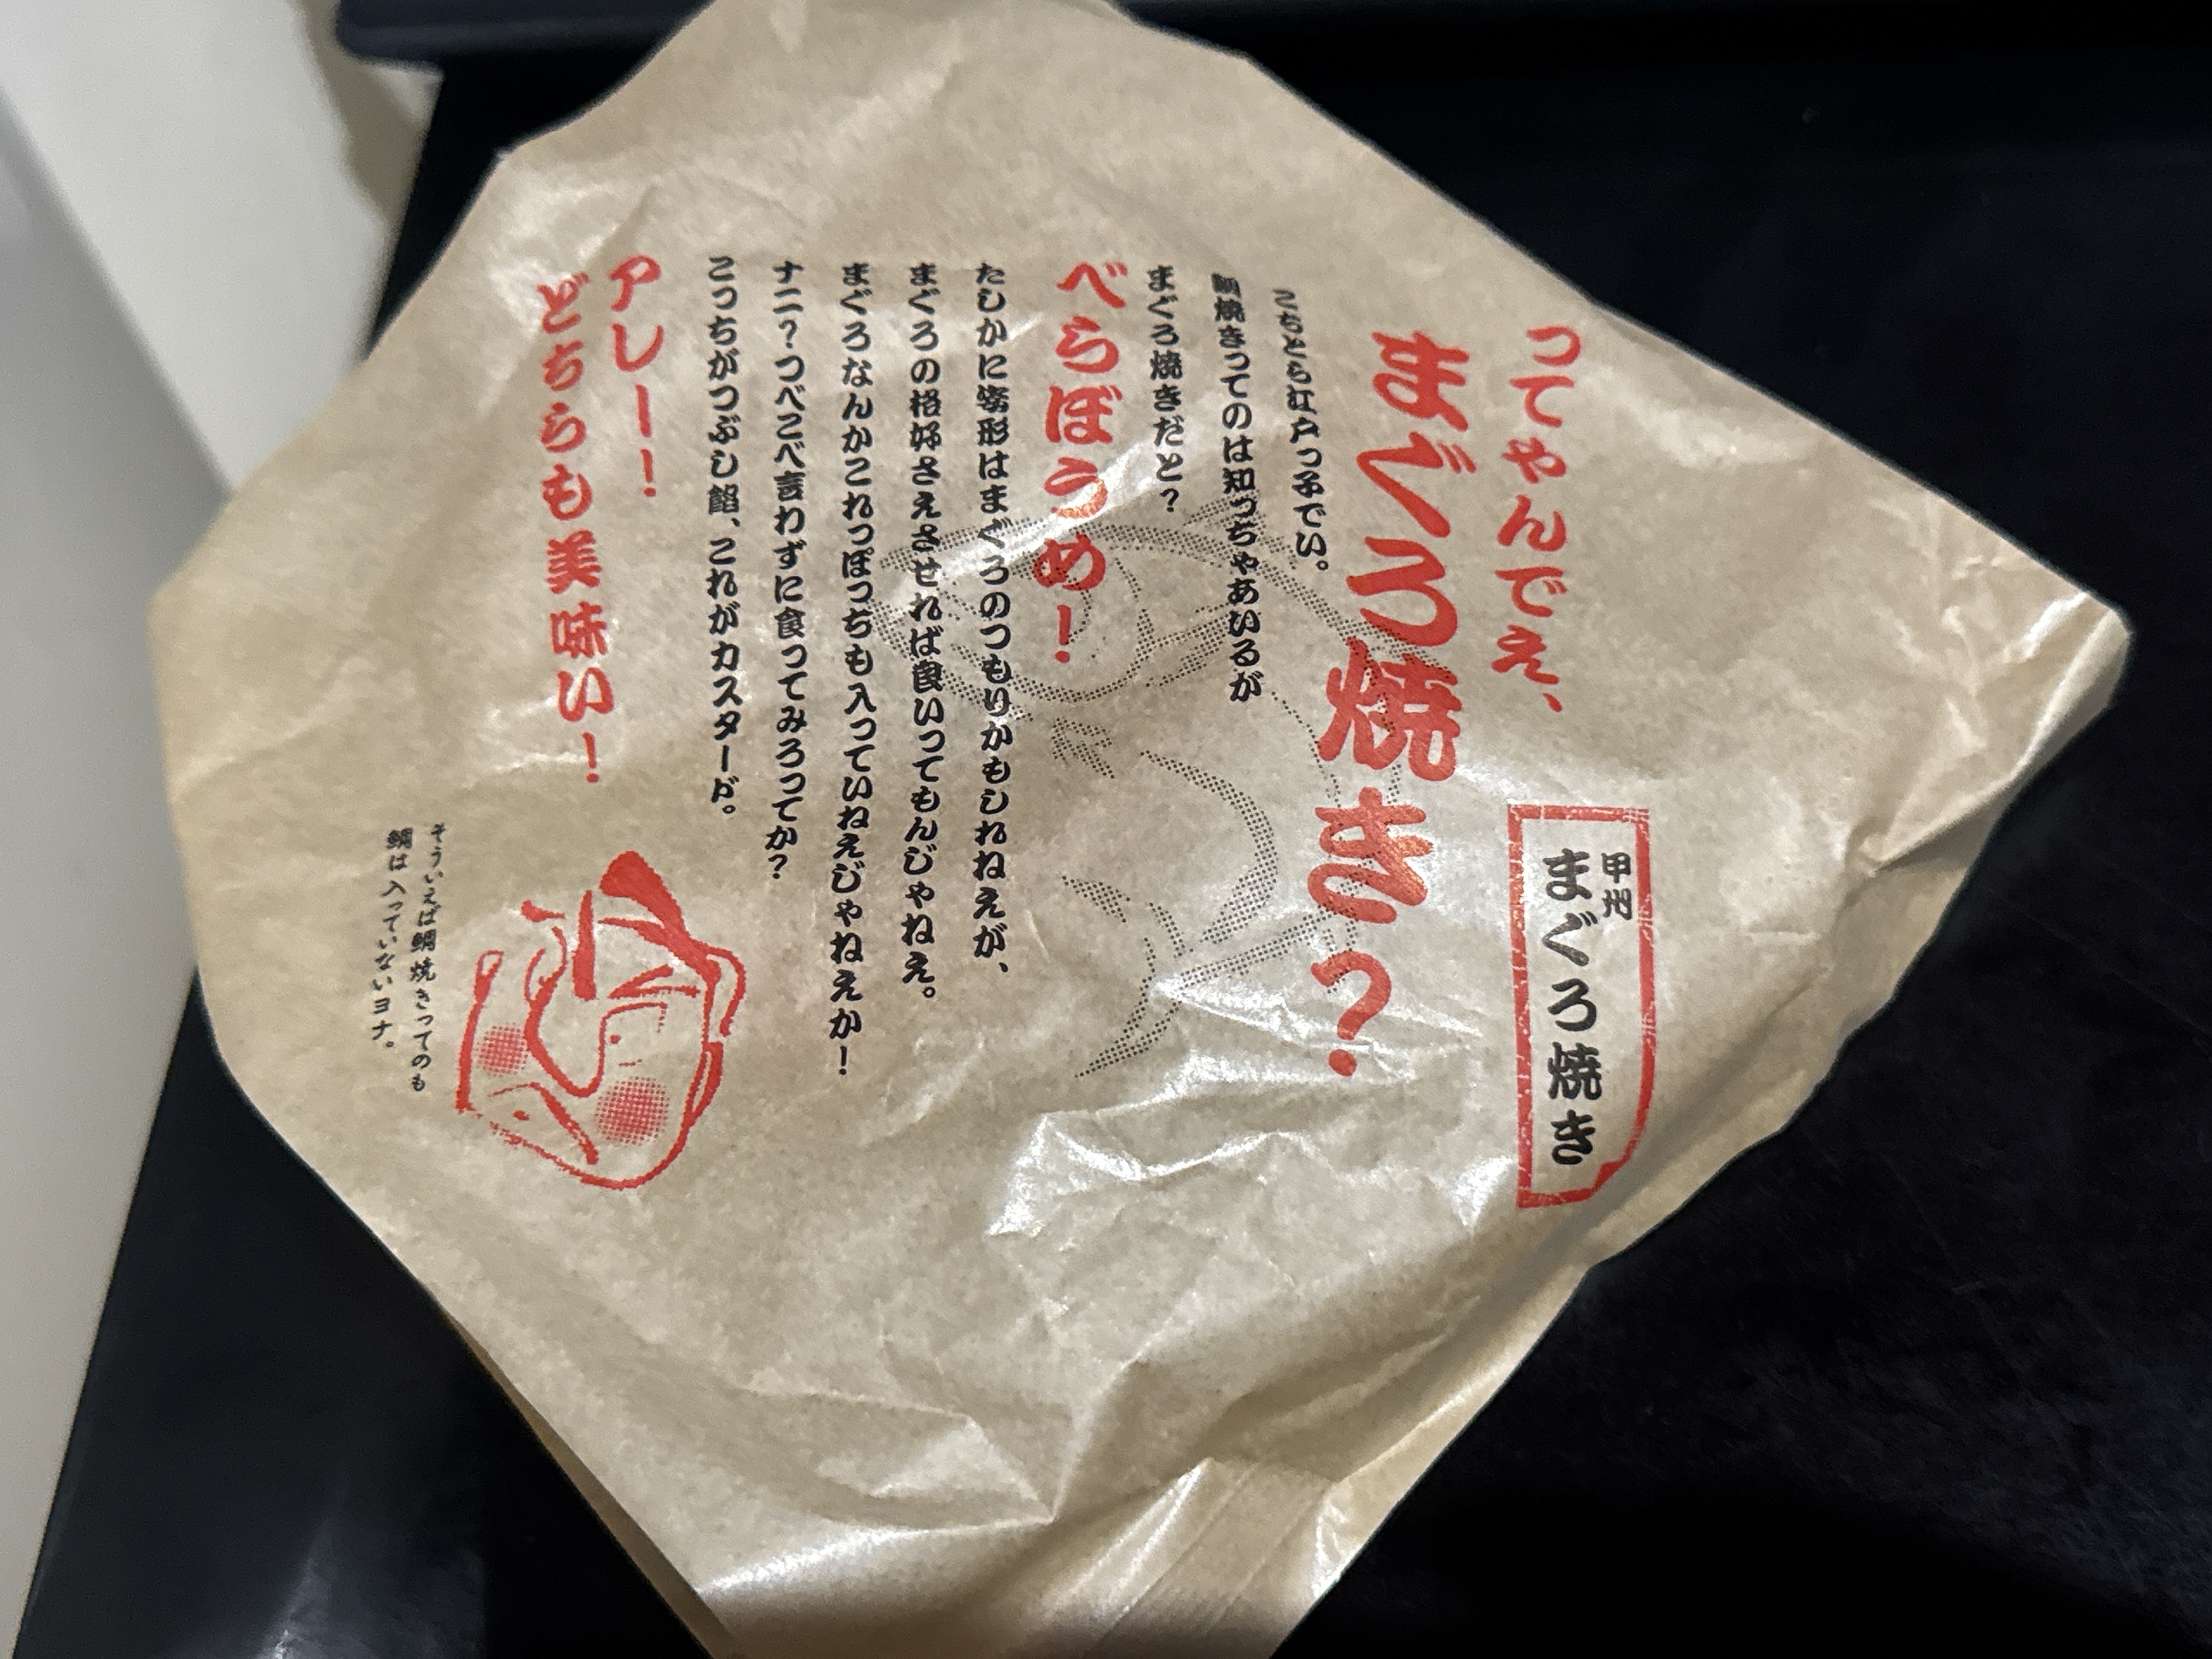 甲州
まぐろ焼き
ってやんでえ、
まぐろ焼き？
こちとら江戸っ子でい。
鯛焼きってのは知っちゃあいるが
まぐろ焼きだと？
べらぼうめ！
たしかに姿形はまぐろのつもりかもしれねえが、
まぐろの格好さえさせれば良いってもんじゃねえ。
まぐろなんかこれっぽっちも入っていねえじゃねえか！
ナニ？つべこべ言わずに食ってみろってか？
こっちがつぶし餡、これがカスタード。
アレー！
どちらも美味い！
そういえば鯛焼きってのも
鯛は入っていないヨナ。